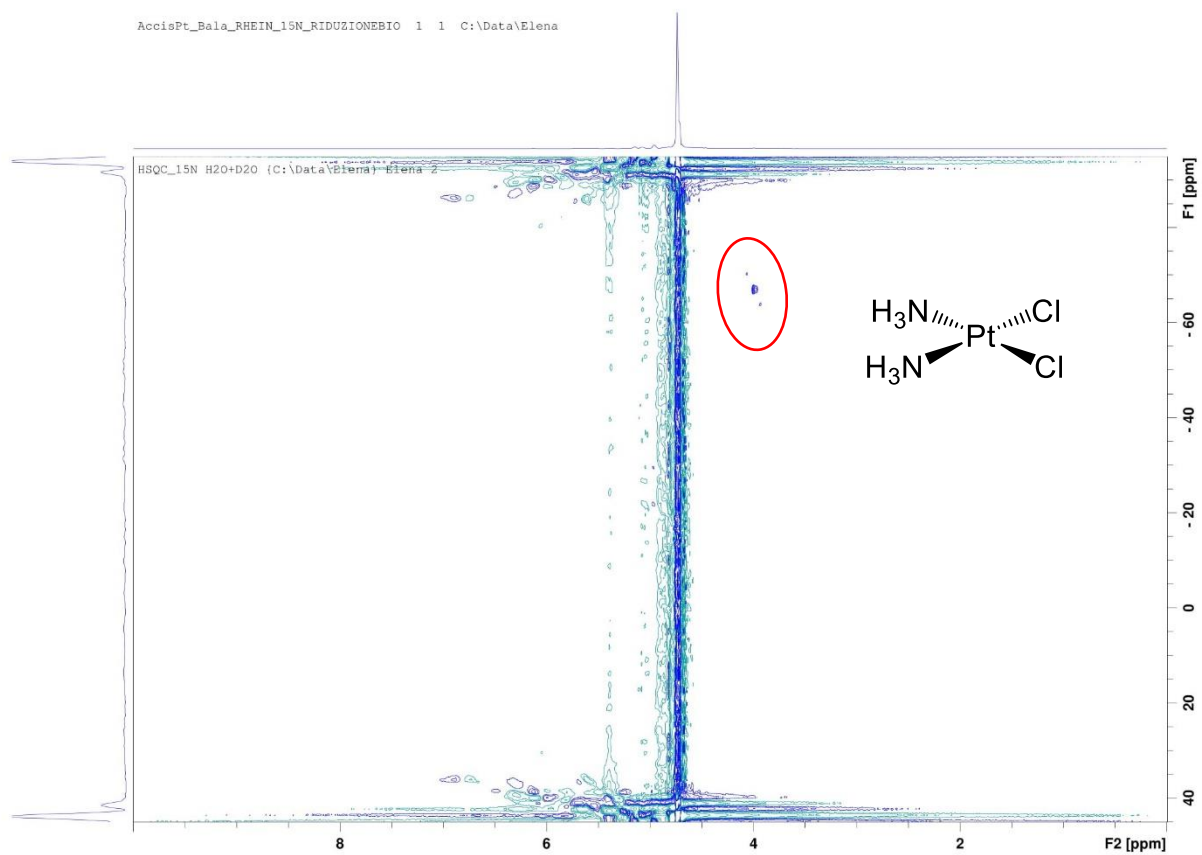 AccisPt_Bala_RHEIN_15N_RIDUZIONEBIO 1 1 C:\Data\Elena
HSQC_15N H2O+D2O {C:\Data\Elena} Elena 2
F1 [ppm]
-60
-40
-20
0
20
40
H3N
Cl
Pt
H3N
Cl
8
6
4
2
F2 [ppm]